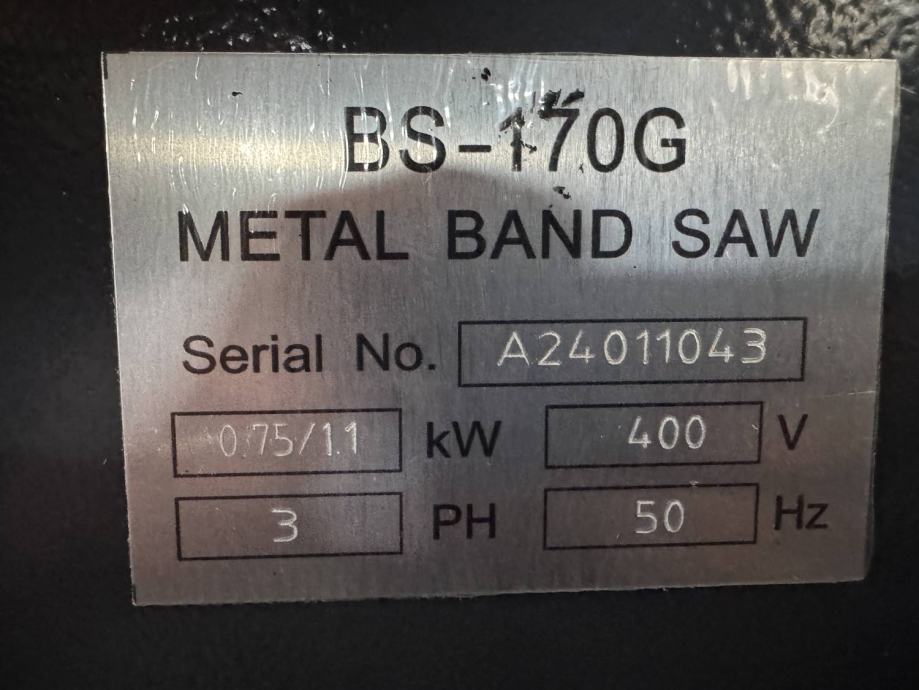 BS-170G
METAL BAND SAW
Serial No. A24011043
0.75/1.1 kW 400 V
3 PH 50 Hz